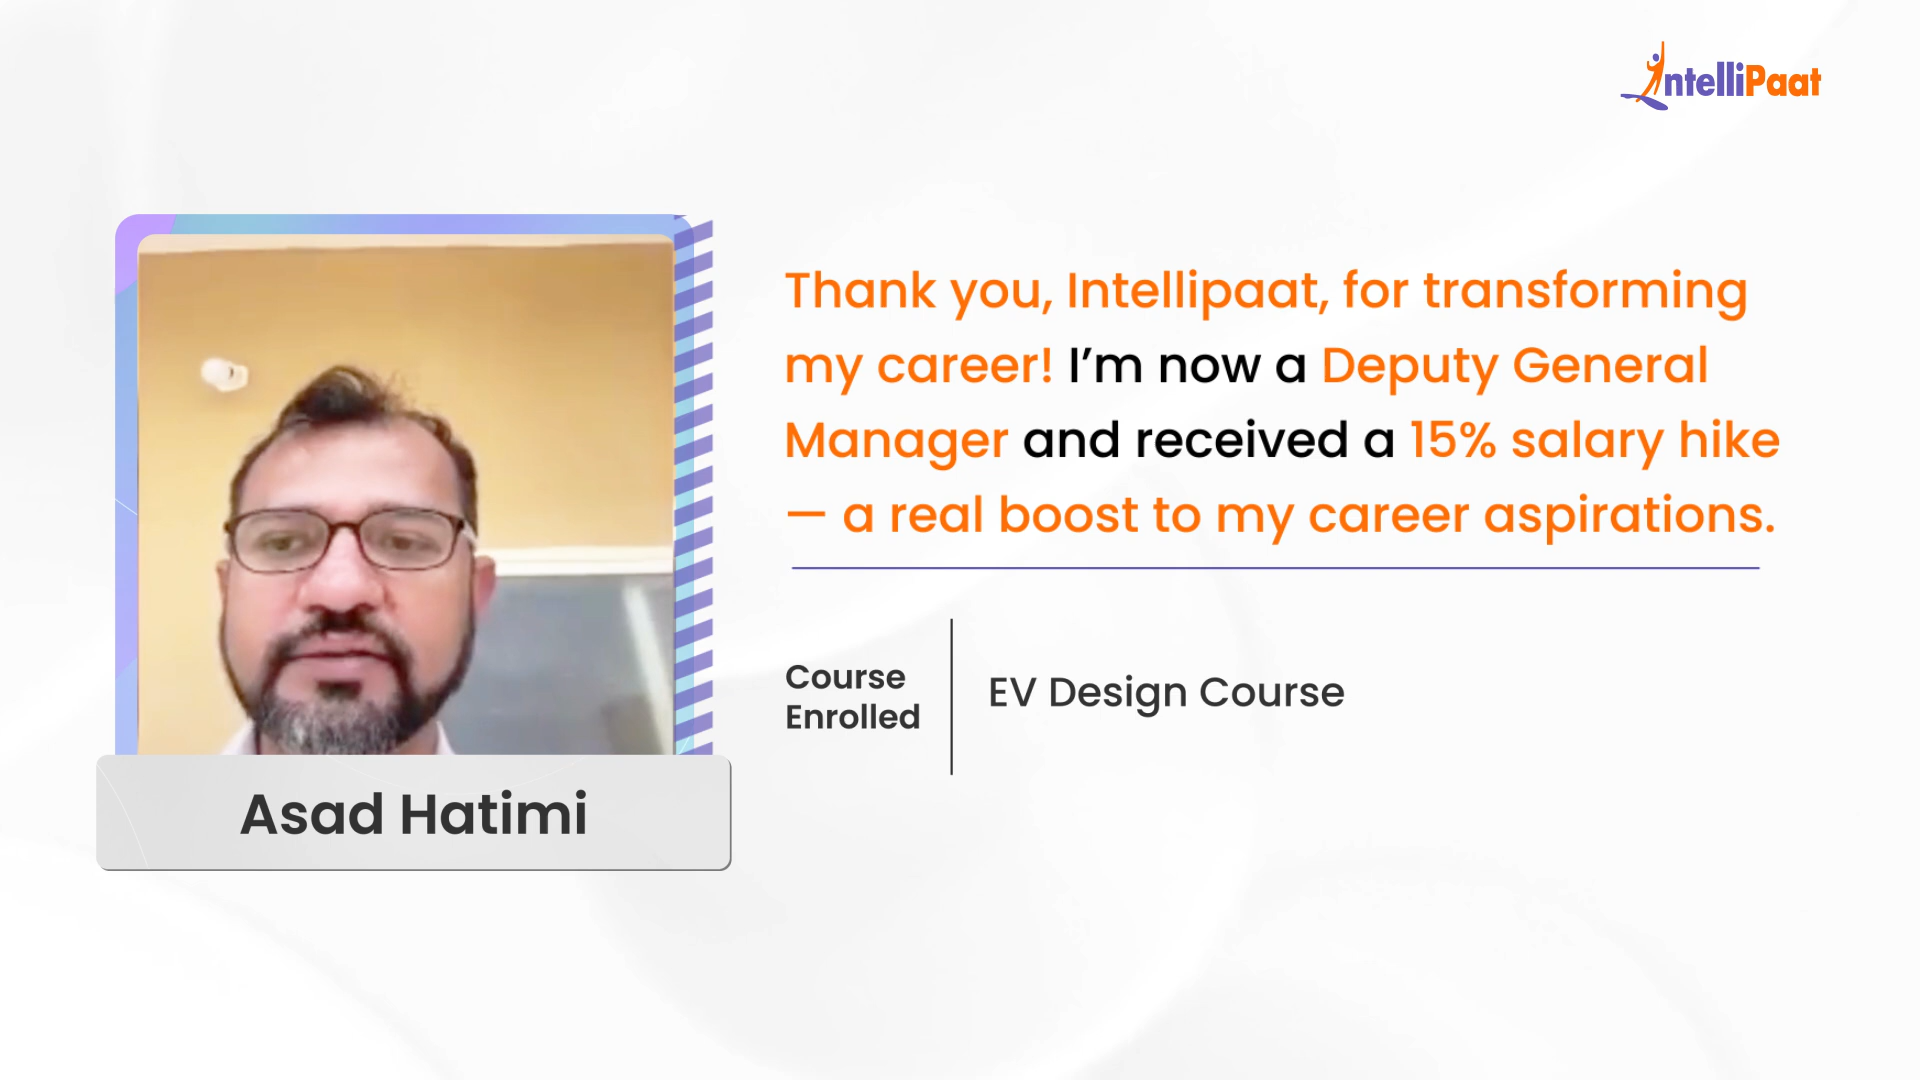 IntelliPaat
Thank you, Intellipaat, for transforming
my career! I’m now a Deputy General
Manager and received a 15% salary hike
— a real boost to my career aspirations.
Course
Enrolled
EV Design Course
Asad Hatimi